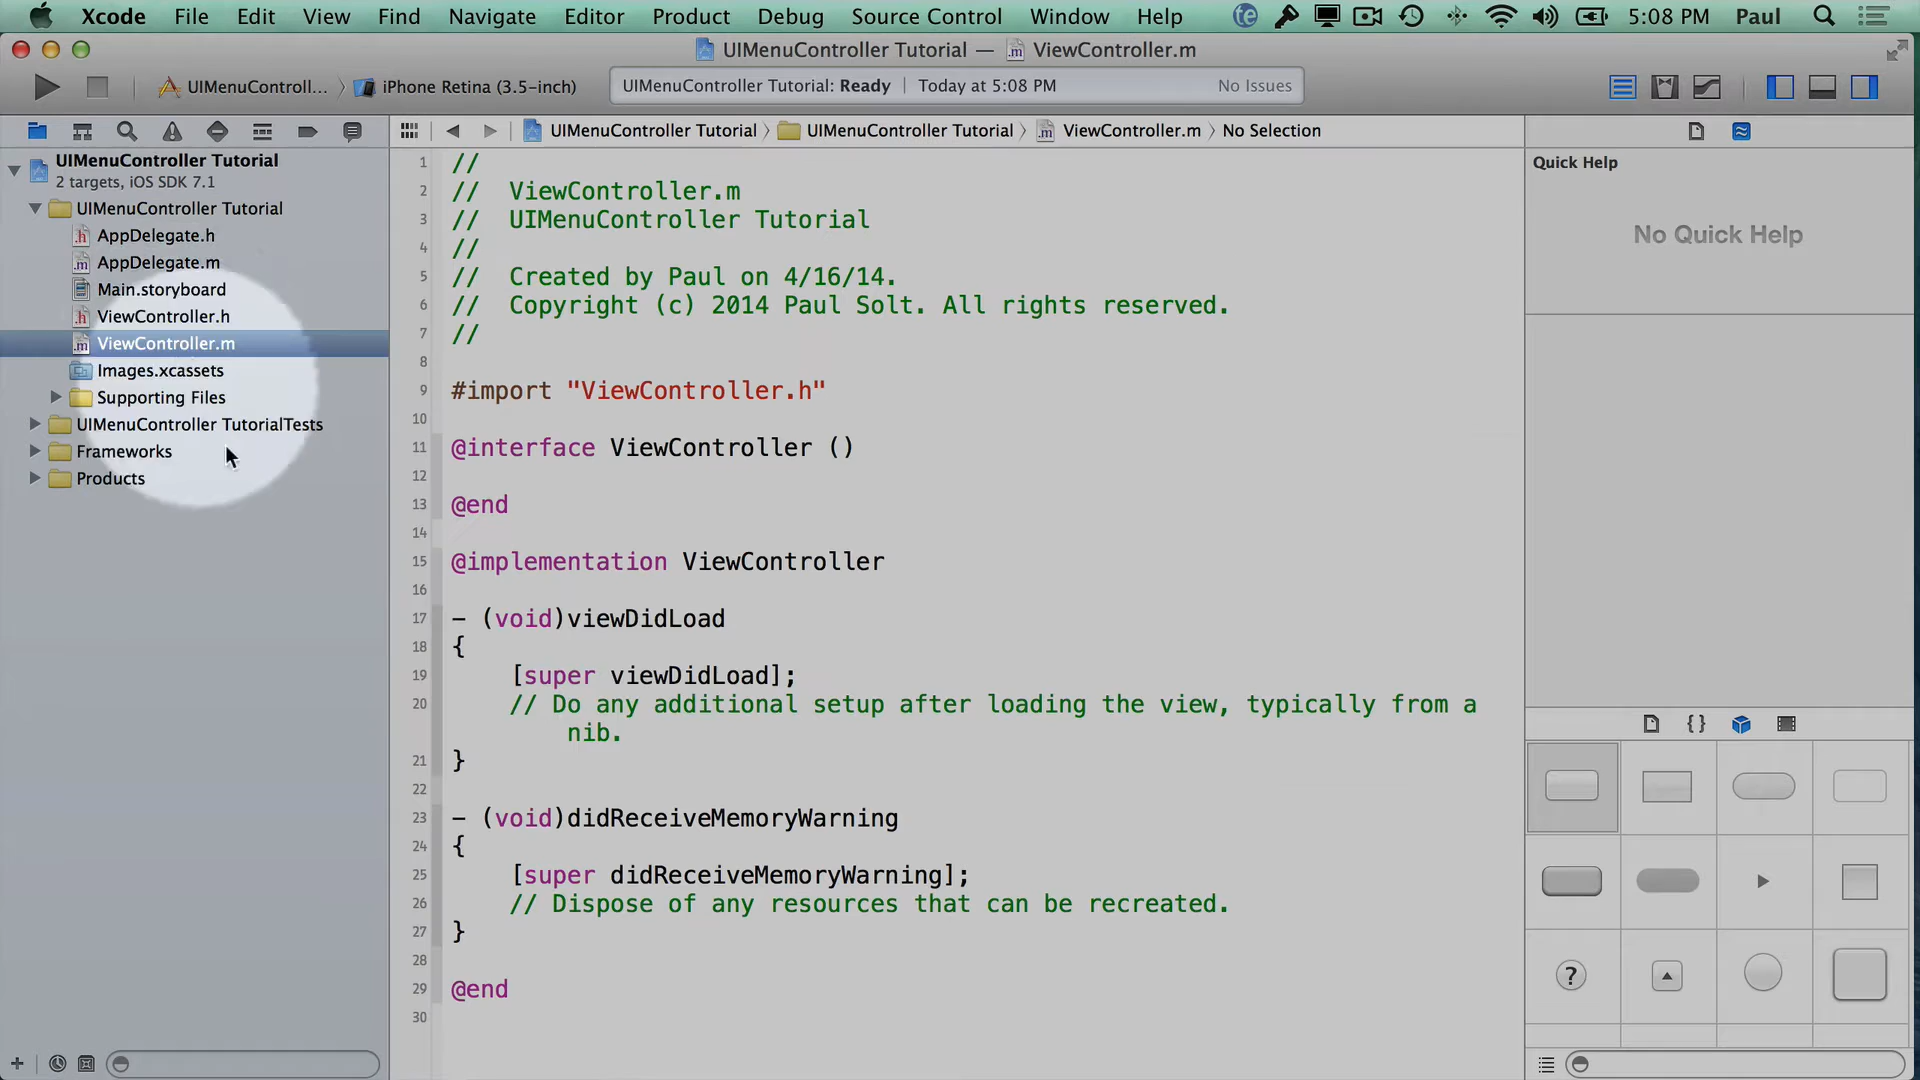 Xcode File Edit View Find Navigate Editor Product Debug Source Control Window Help te 5:08 PM Paul
UIMenuController Tutorial — ViewController.m
UIMenuControll... iPhone Retina (3.5-inch)
UIMenuController Tutorial: Ready Today at 5:08 PM No Issues
UIMenuController Tutorial UIMenuController Tutorial ViewController.m No Selection
UIMenuController Tutorial
2 targets, iOS SDK 7.1
UIMenuController Tutorial
AppDelegate.h
AppDelegate.m
Main.storyboard
ViewController.h
ViewController.m
Images.xcassets
Supporting Files
UIMenuController TutorialTests
Frameworks
Products
1 //
2 // ViewController.m
3 // UIMenuController Tutorial
4 //
5 // Created by Paul on 4/16/14.
6 // Copyright (c) 2014 Paul Solt. All rights reserved.
7 //
8
9 #import "ViewController.h"
10
11 @interface ViewController ()
12
13 @end
14
15 @implementation ViewController
16
17 - (void)viewDidLoad
18 {
19 [super viewDidLoad];
20 // Do any additional setup after loading the view, typically from a
nib.
21 }
22
23 - (void)didReceiveMemoryWarning
24 {
25 [super didReceiveMemoryWarning];
26 // Dispose of any resources that can be recreated.
27 }
28
29 @end
30
Quick Help
No Quick Help
{}
?